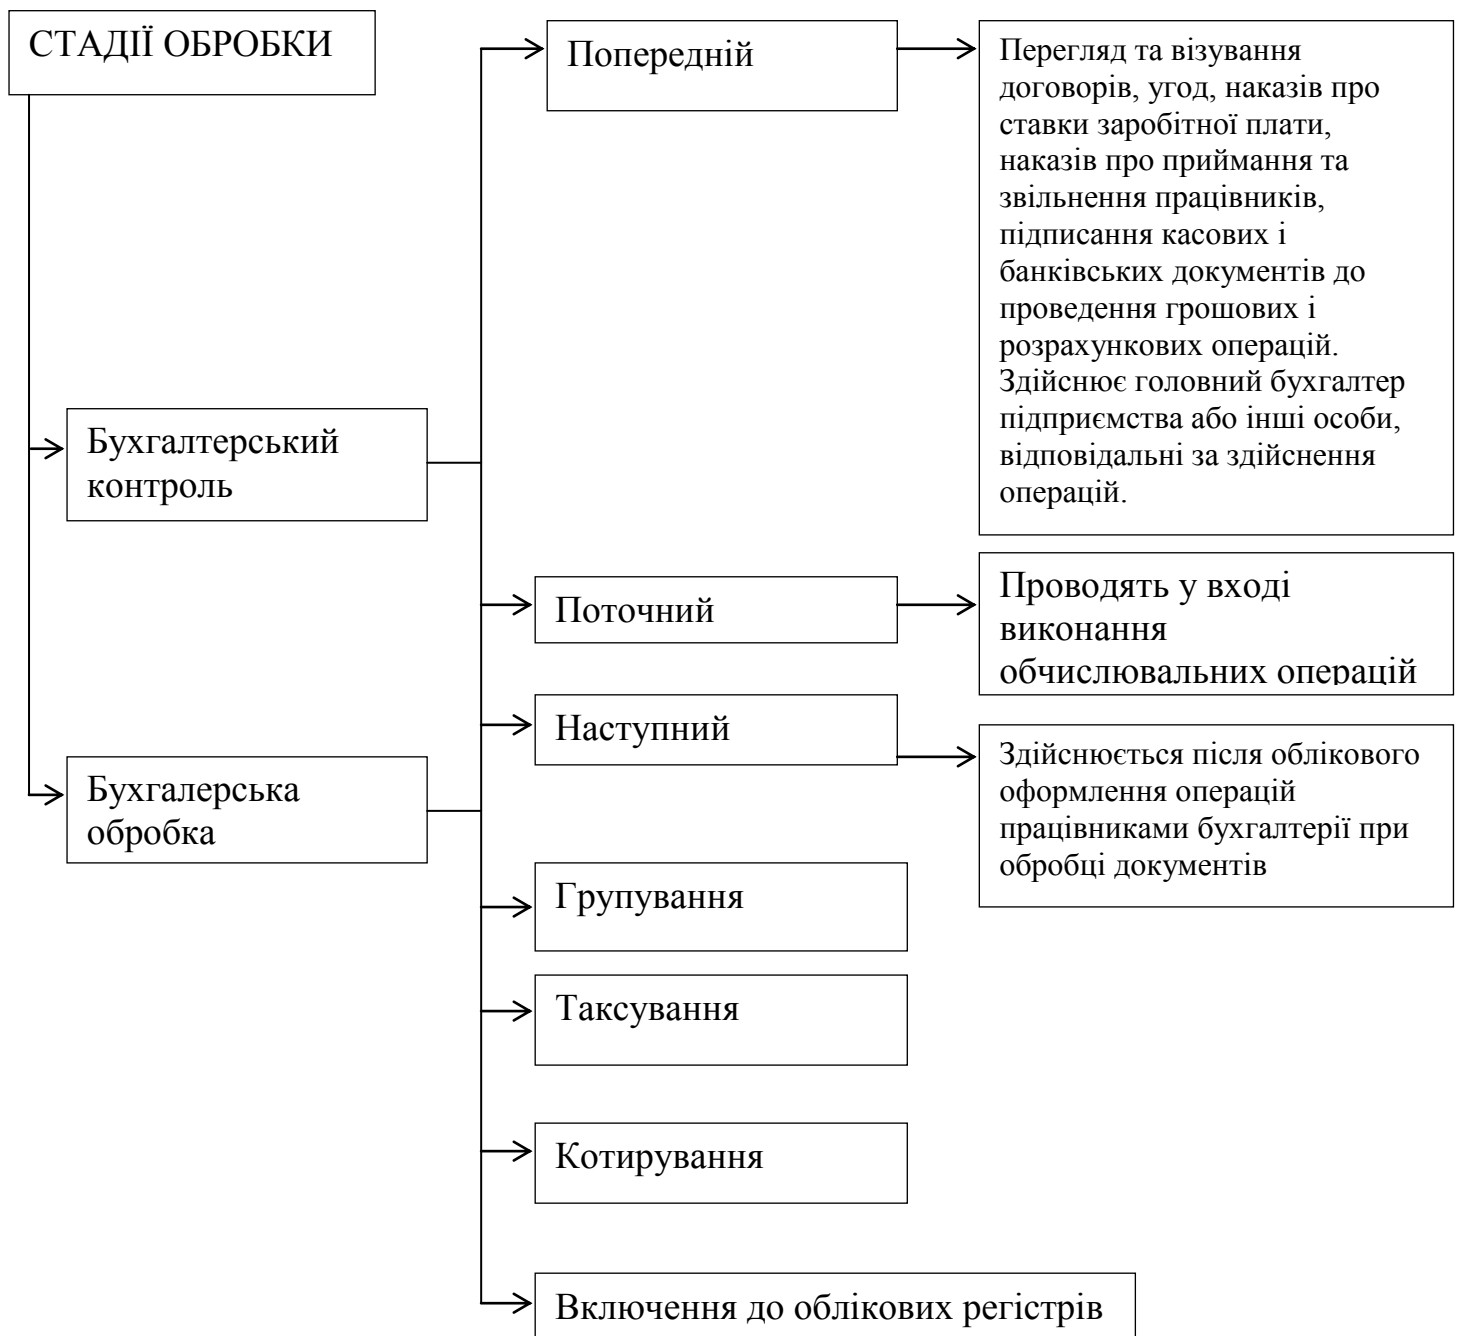 СТАДІЇ ОБРОБКИ
Попередній
Перегляд та візування
договорів, угод, наказів про
ставки заробітної плати,
наказів про приймання та
звільнення працівників,
підписання касових і
банківських документів до
проведення грошових і
розрахункових операцій.
Здійснює головний бухгалтер
підприємства або інші особи,
відповідальні за здійснення
операцій.
Бухгалтерський
контроль
Поточний
Проводять у вході
виконання
обчислювальних операцій
Наступний
Здійснюється після облікового
оформлення операцій
працівниками бухгалтерії при
обробці документів
Бухгалерська
обробка
Групування
Таксування
Котирування
Включення до облікових регістрів